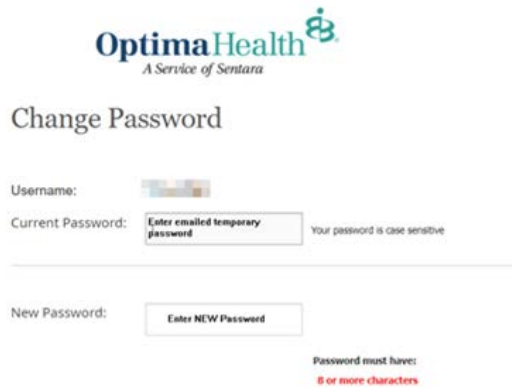 OptimaHealth
A Service of Sentara
Change Password
Username:
Current Password: Enter emailed temporary password Your password is case sensitive
New Password: Enter NEW Password
Password must have:
8 or more characters